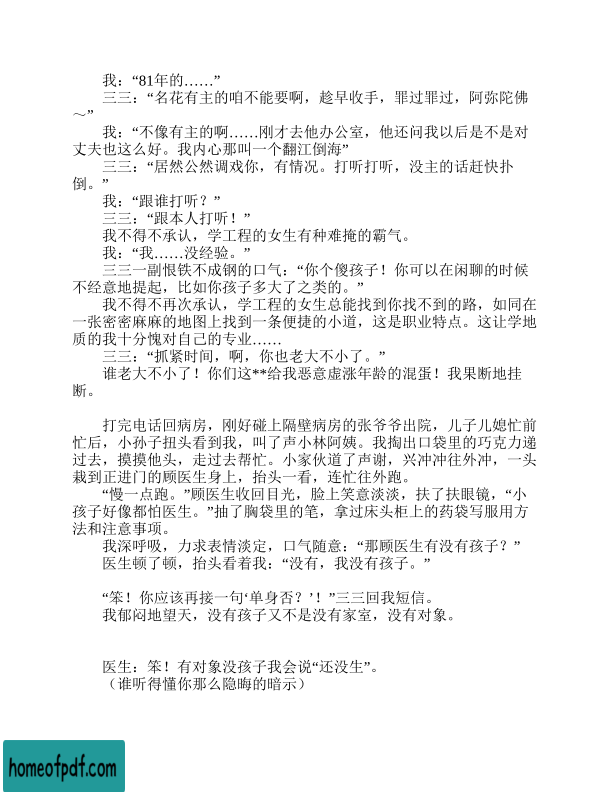 我：“81年的……”
三三：“名花有主的咱不能要啊，趁早收手，罪过罪过，阿弥陀佛
～”
我：“不像有主的啊……刚才去他办公室，他还问我以后是不是对
丈夫也这么好。我内心那叫一个翻江倒海”
三三：“居然公然调戏你，有情况。打听打听，没主的话赶快扑
倒。”
我：“跟谁打听？”
三三：“跟本人打听！”
我不得不承认，学工程的女生有种难掩的霸气。
我：“我……没经验。”
三三一副恨铁不成钢的口气：“你个傻孩子！你可以在闲聊的时候
不经意地提起，比如你孩子多大了之类的。”
我不得不再次承认，学工程的女生总能找到你找不到的路，如同在
一张密密麻麻的地图上找到一条便捷的小道，这是职业特点。这让学地
质的我十分愧对自己的专业……
三三：“抓紧时间，啊，你也老大不小了。”
谁老大不小了！你们这**给我恶意虚涨年龄的混蛋！我果断地挂
断。
打完电话回病房，刚好碰上隔壁病房的张爷爷出院，儿子儿媳忙前
忙后，小孙子扭头看到我，叫了声小林阿姨。我掏出口袋里的巧克力递
过去，摸摸他头，走过去帮忙。小家伙道了声谢，兴冲冲往外冲，一头
栽到正进门的顾医生身上，抬头一看，连忙往外跑。
“慢一点跑。”顾医生收回目光，脸上笑意淡淡，扶了扶眼镜，“小
孩子好像都怕医生。”抽了胸袋里的笔，拿过床头柜上的药袋写服用方
法和注意事项。
我深呼吸，力求表情淡定，口气随意：“那顾医生有没有孩子？”
医生顿了顿，抬头看着我：“没有，我没有孩子。”
“笨！你应该再接一句‘单身否？’！”三三回我短信。
我郁闷地望天，没有孩子又不是没有家室，没有对象。
医生：笨！有对象没孩子我会说“还没生”。
（谁听得懂你那么隐晦的暗示）
homeofpdf.com